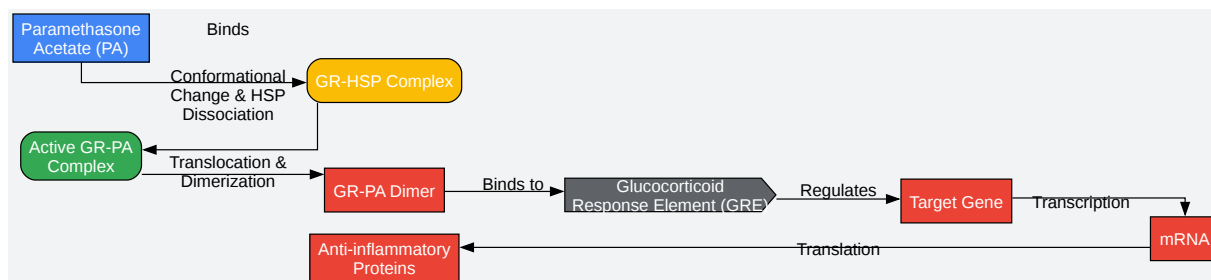 Paramethasone
Acetate (PA)
Binds
Conformational
Change & HSP
Dissociation
GR-HSP Complex
Active GR-PA
Complex
Translocation &
Dimerization
GR-PA Dimer
Binds to
Glucocorticoid
Response Element (GRE)
Regulates
Target Gene
Transcription
mRNA
Translation
Anti-inflammatory
Proteins